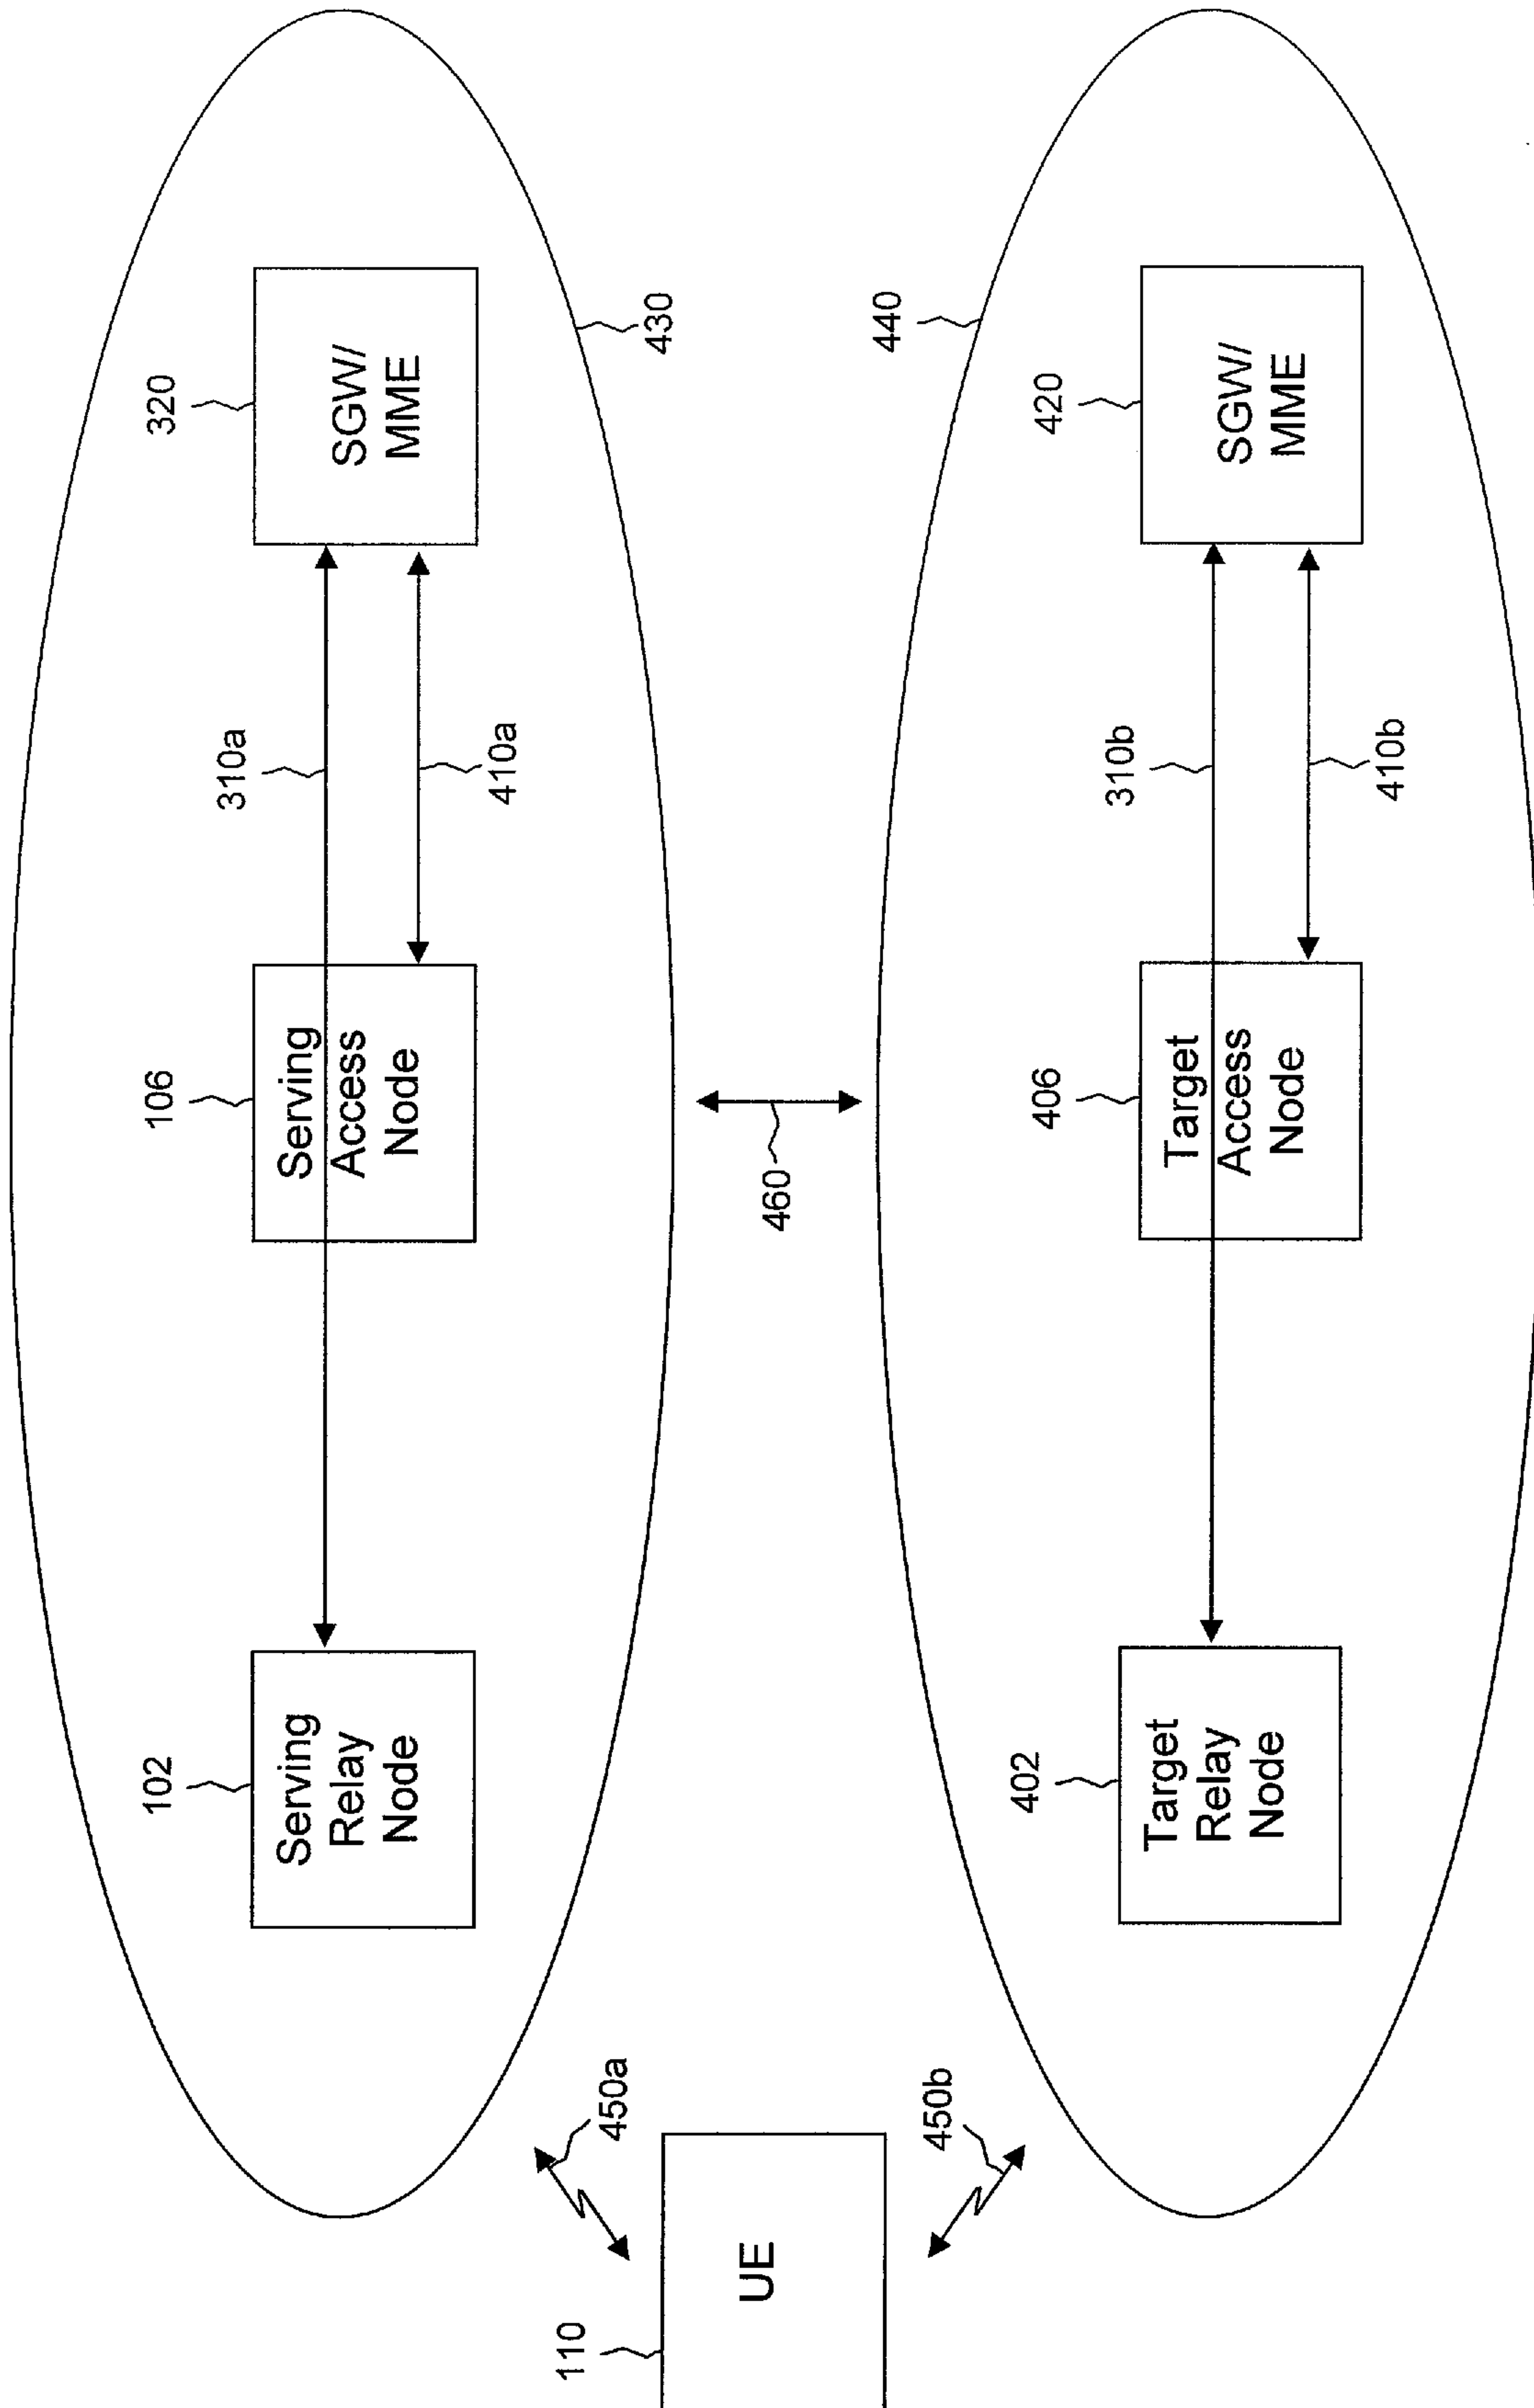 320
SGW/
MME
310a
410a
430
106
Serving
Access
Node
102
Serving
Relay
Node
460
450a
110
UE
450b
440
420
SGW/
MME
310b
410b
406
Target
Access
Node
402
Target
Relay
Node